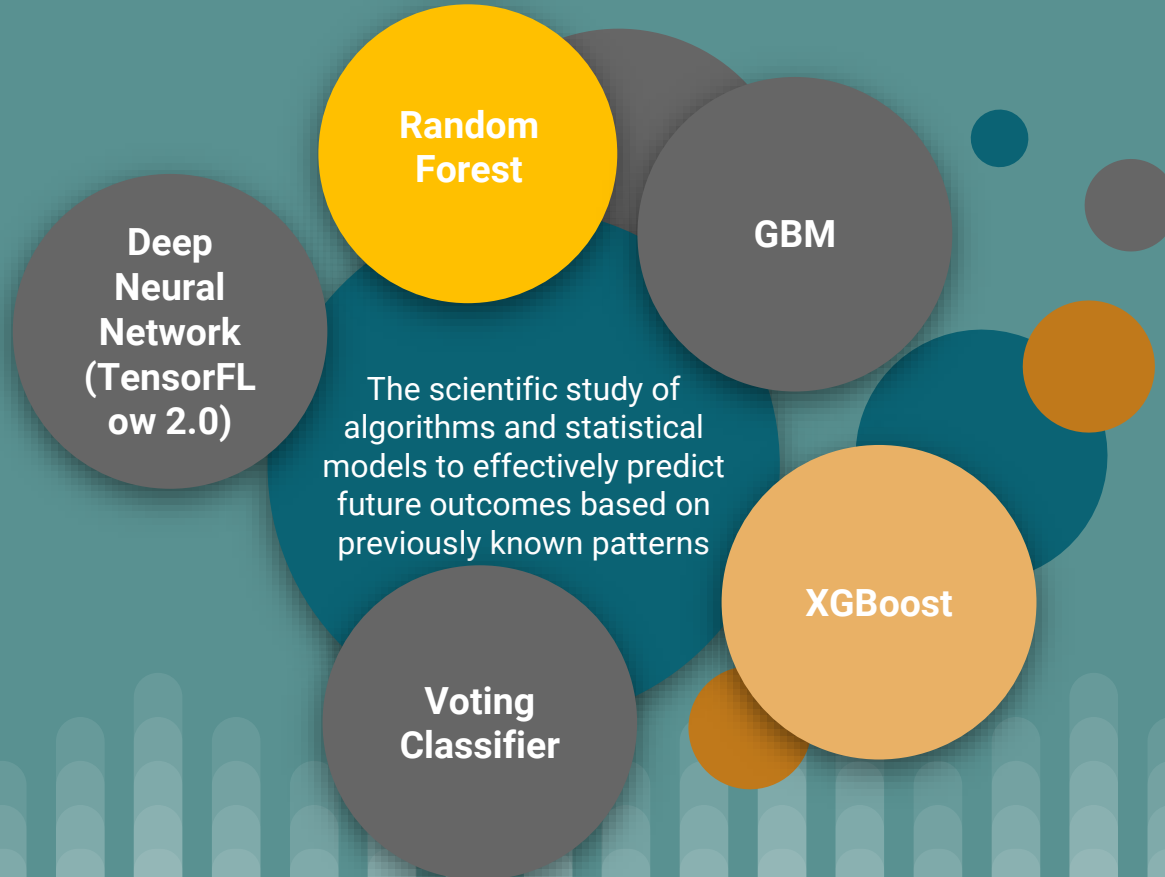 Random
Forest
GBM
Deep
Neural
Network
(TensorFL
ow 2.0)
The scientific study of
algorithms and statistical
models to effectively predict
future outcomes based on
previously known patterns
XGBoost
Voting
Classifier